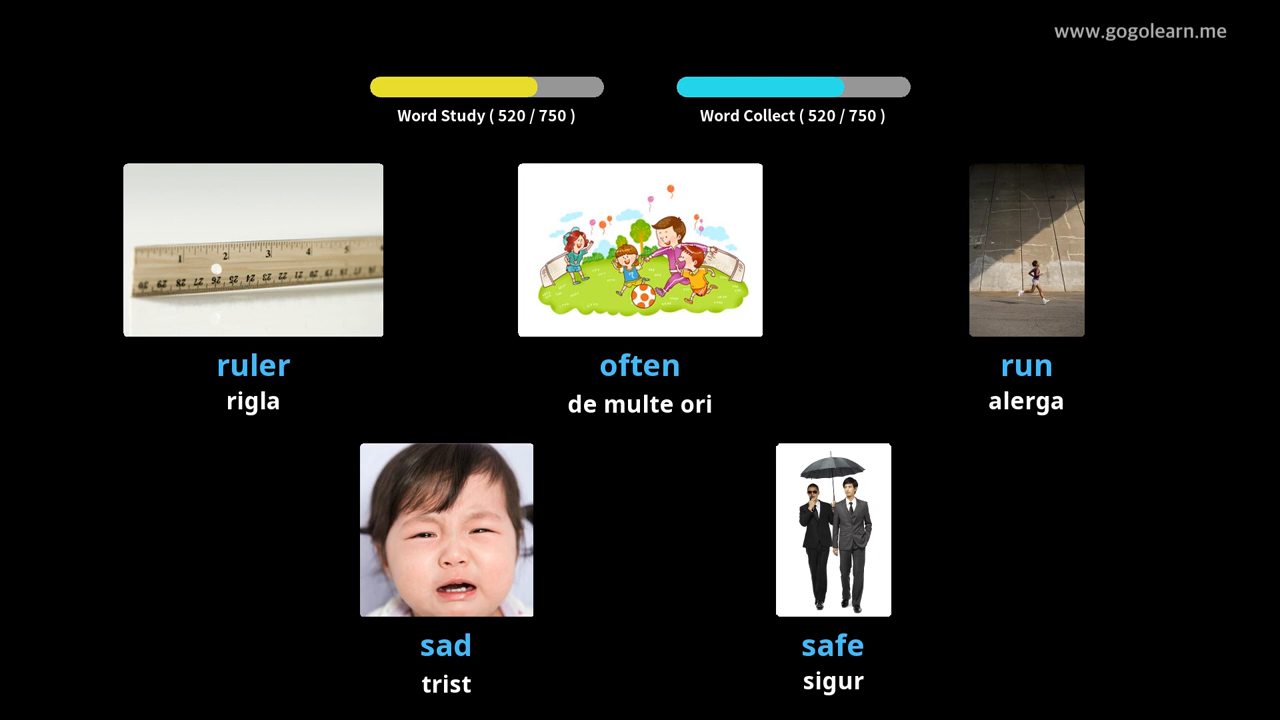 www.gogolearn.me
Word Study ( 520 / 750 )
Word Collect ( 520 / 750 )
ruler
rigla
often
de multe ori
run
alerga
sad
trist
safe
sigur